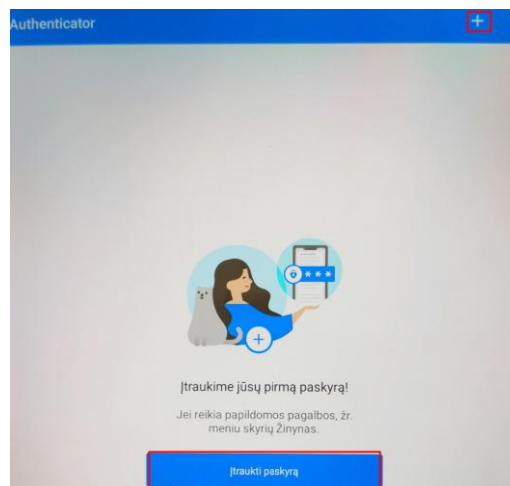 Authenticator
Įtraukime jūsų pirmą paskyrą!
Jei reikia papildomos pagalbos, žr.
meniu skyrių Žinynas.
Įtraukti paskyrą